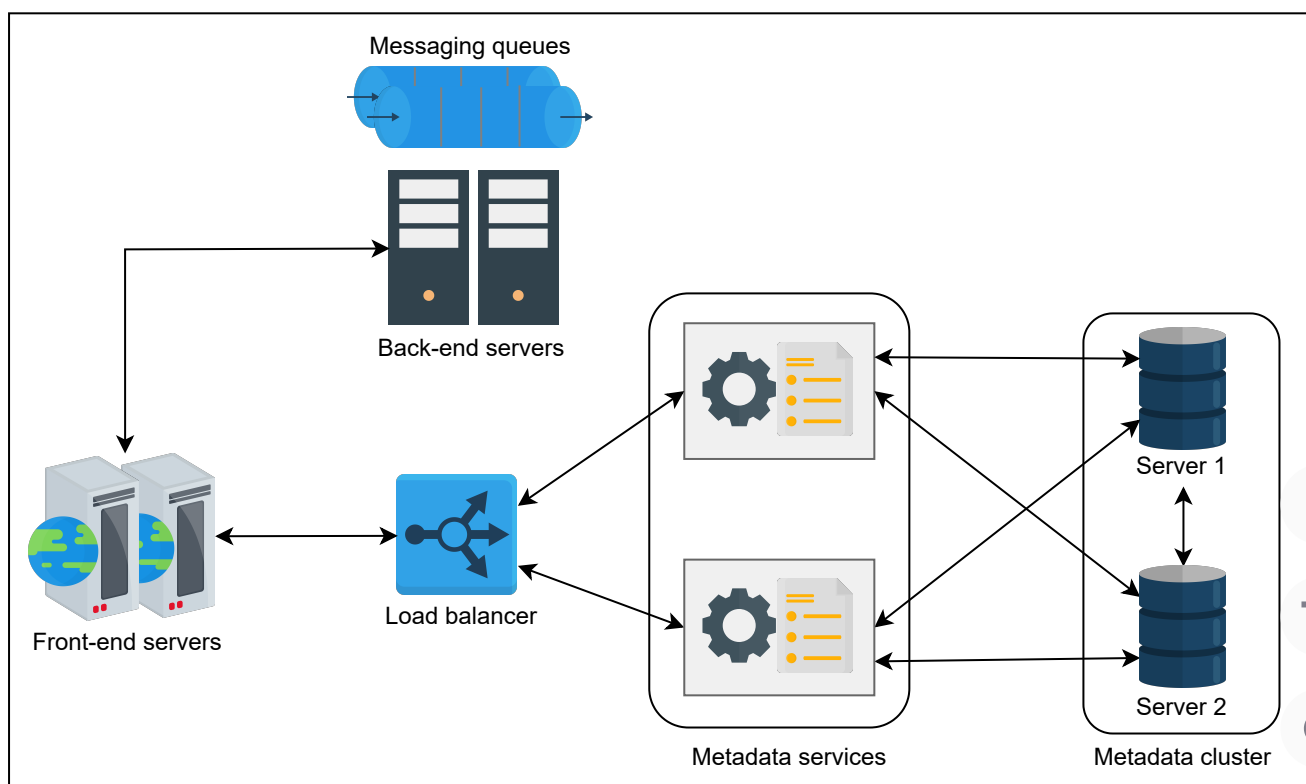 Messaging queues
Back-end servers
Server 1
Front-end servers
Load balancer
Server 2
Metadata services
Metadata cluster